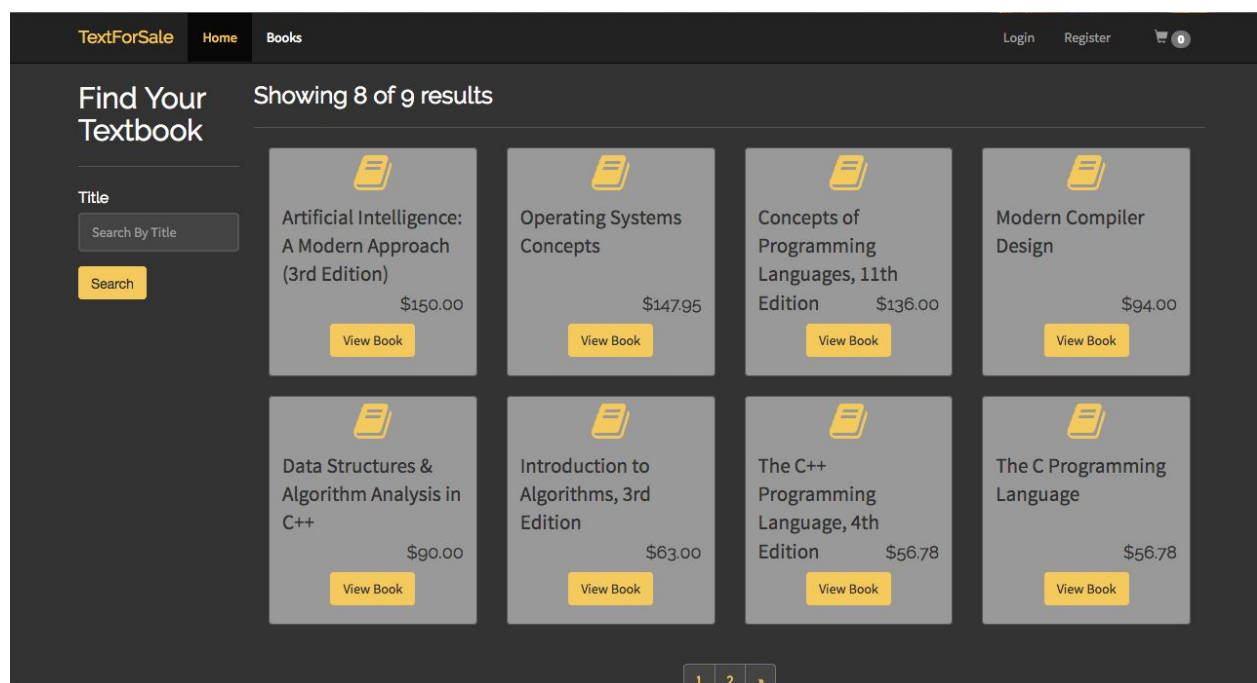 TextForSale Home Books Login Register 0
Find Your
Textbook
Title
Search By Title
Search
Showing 8 of 9 results
Artificial Intelligence:
A Modern Approach
(3rd Edition)
$150.00
View Book
Operating Systems
Concepts
$147.95
View Book
Concepts of
Programming
Languages, 11th
Edition $136.00
View Book
Modern Compiler
Design
$94.00
View Book
Data Structures &
Algorithm Analysis in
C++
$90.00
View Book
Introduction to
Algorithms, 3rd
Edition
$63.00
View Book
The C++
Programming
Language, 4th
Edition $56.78
View Book
The C Programming
Language
$56.78
View Book
1 2 »